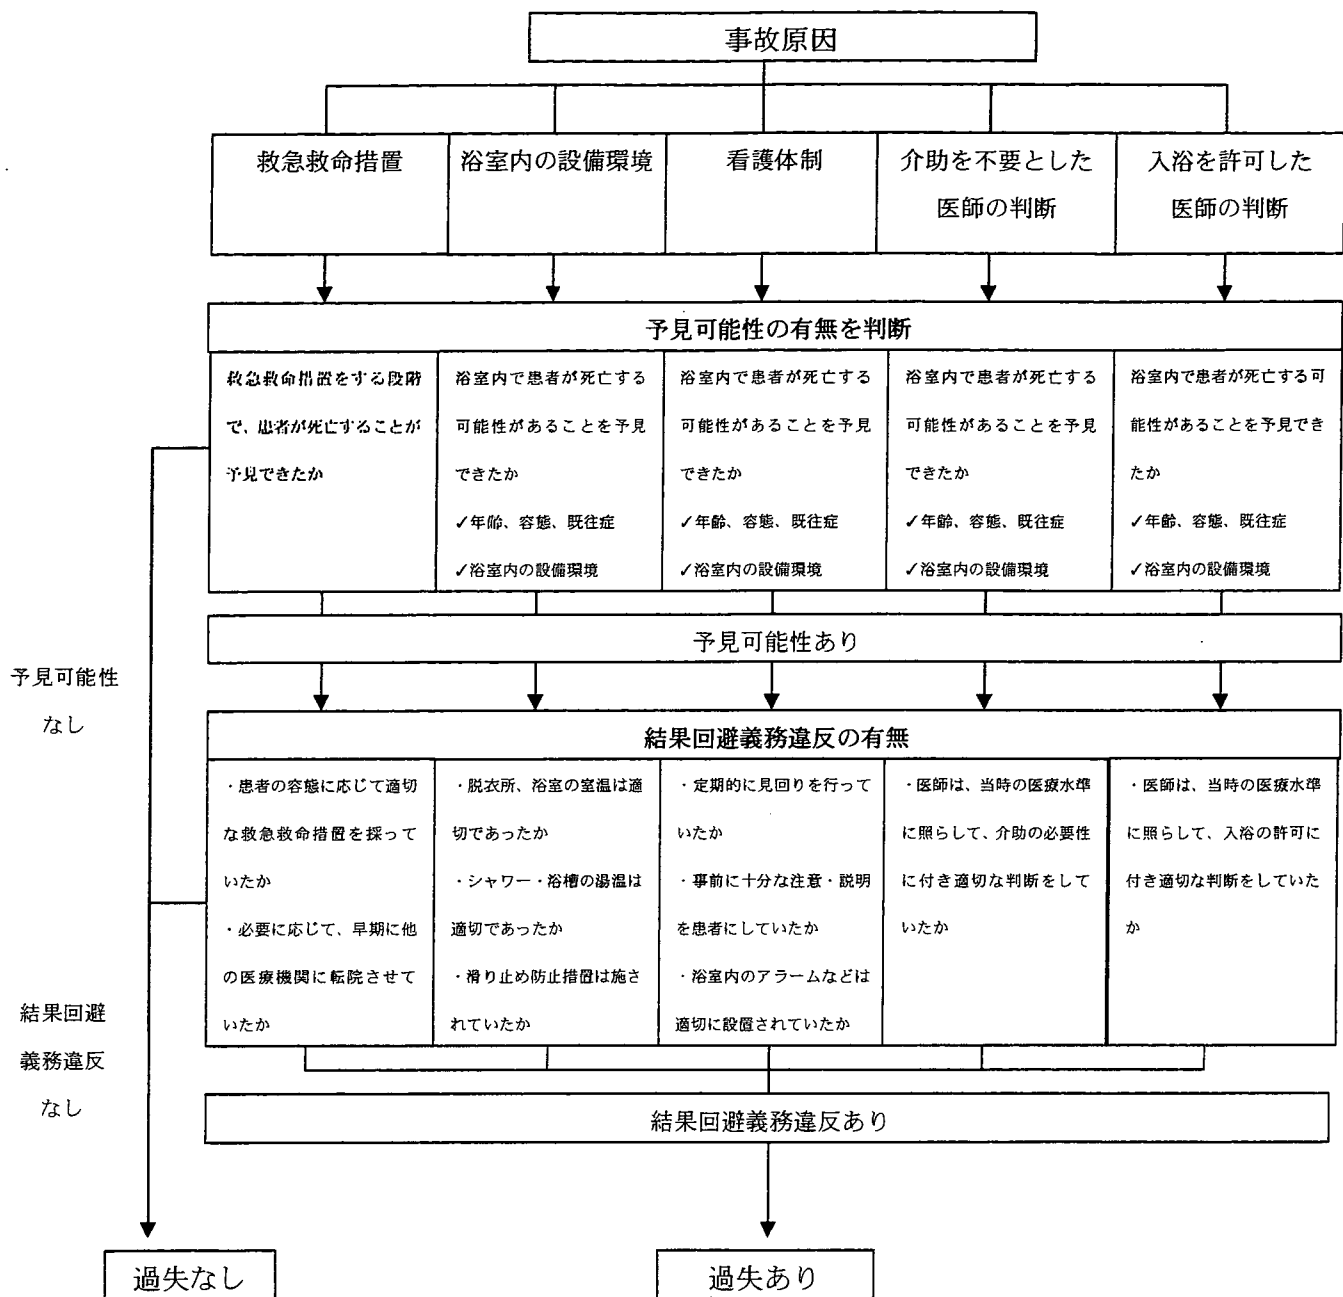 事故原因
救急救命措置
浴室内の設備環境
看護体制
介助を不要とした
医師の判断
入浴を許可した
医師の判断
予見可能性の有無を判断
救急救命措置をする段階
で、患者が死亡することが
予見できたか
浴室内で患者が死亡する
可能性があることを予見
できたか
✓年齢、容態、既往症
✓浴室内の設備環境
浴室内で患者が死亡する
可能性があることを予見
できたか
✓年齢、容態、既往症
✓浴室内の設備環境
浴室内で患者が死亡する
可能性があることを予見
できたか
✓年齢、容態、既往症
✓浴室内の設備環境
浴室内で患者が死亡する可
能性があることを予見でき
たか
✓年齢、容態、既往症
✓浴室内の設備環境
予見可能性あり
予見可能性
なし
結果回避義務違反の有無
・患者の容態に応じて適切
な救急救命措置を採って
いたか
・必要に応じて、早期に他
の医療機関に転院させて
いたか
・脱衣所、浴室の室温は適
切であったか
・シャワー・浴槽の湯温は
適切であったか
・滑り止め防止措置は施さ
れていたか
・定期的に見回りを行って
いたか
・事前に十分な注意・説明
を患者にしていたか
・浴室内のアラームなどは
適切に設置されていたか
・医師は、当時の医療水準
に照らして、介助の必要性
に付き適切な判断をして
いたか
・医師は、当時の医療水準
に照らして、入浴の許可に
付き適切な判断をしていた
か
結果回避
義務違反
なし
結果回避義務違反あり
過失なし
過失あり